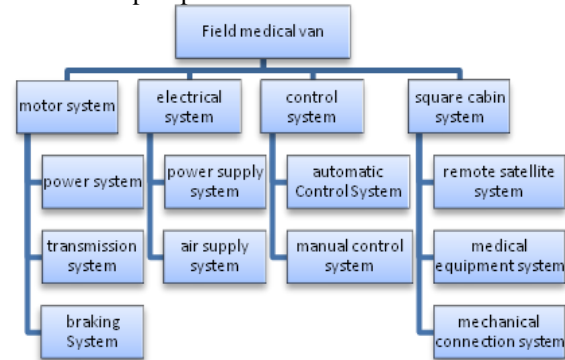 Field medical van
motor system
electrical
system
control
system
square cabin
system
power system
power supply
system
automatic
Control System
remote satellite
system
transmission
system
air supply
system
manual control
system
medical
equipment system
braking
System
mechanical
connection system